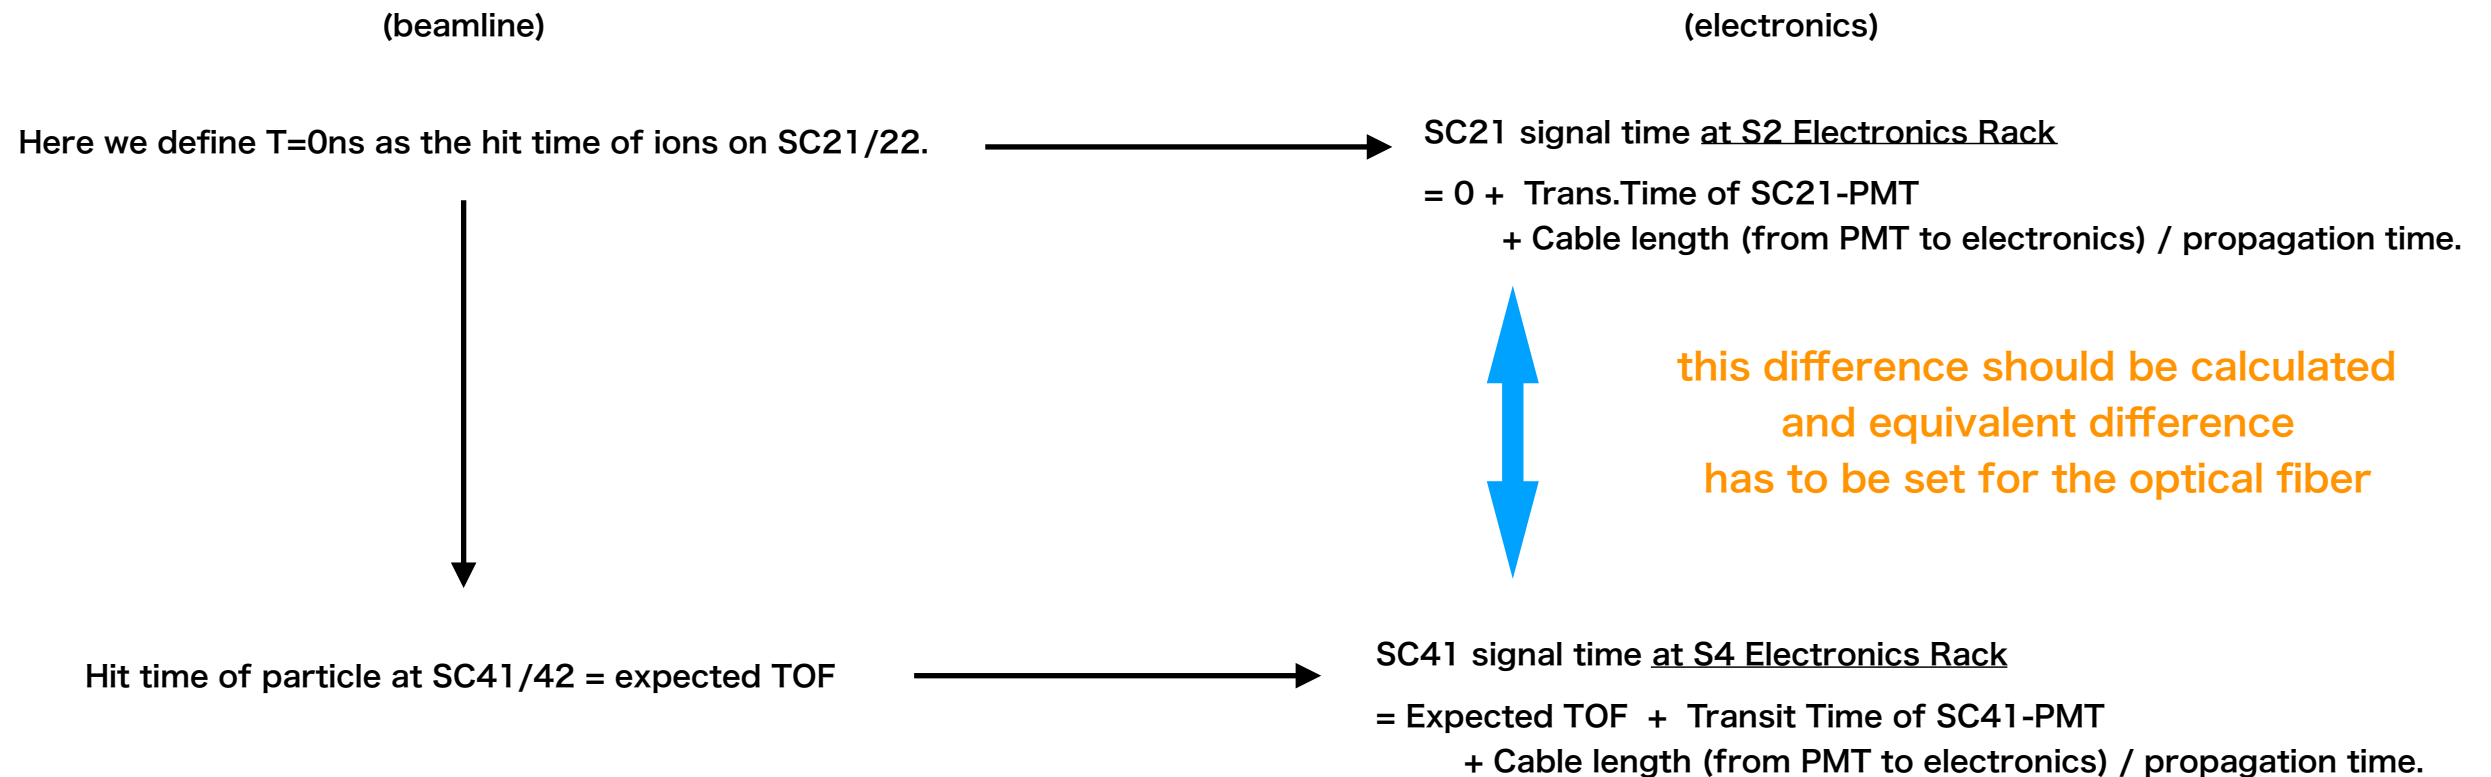 (beamline)
(electronics)
Here we define T=0ns as the hit time of ions on SC21/22.
SC21 signal time at S2 Electronics Rack
= 0 + Trans.Time of SC21-PMT
+ Cable length (from PMT to electronics) / propagation time.
this difference should be calculated
and equivalent difference
has to be set for the optical fiber
Hit time of particle at SC41/42 = expected TOF
SC41 signal time at S4 Electronics Rack
= Expected TOF + Transit Time of SC41-PMT
+ Cable length (from PMT to electronics) / propagation time.